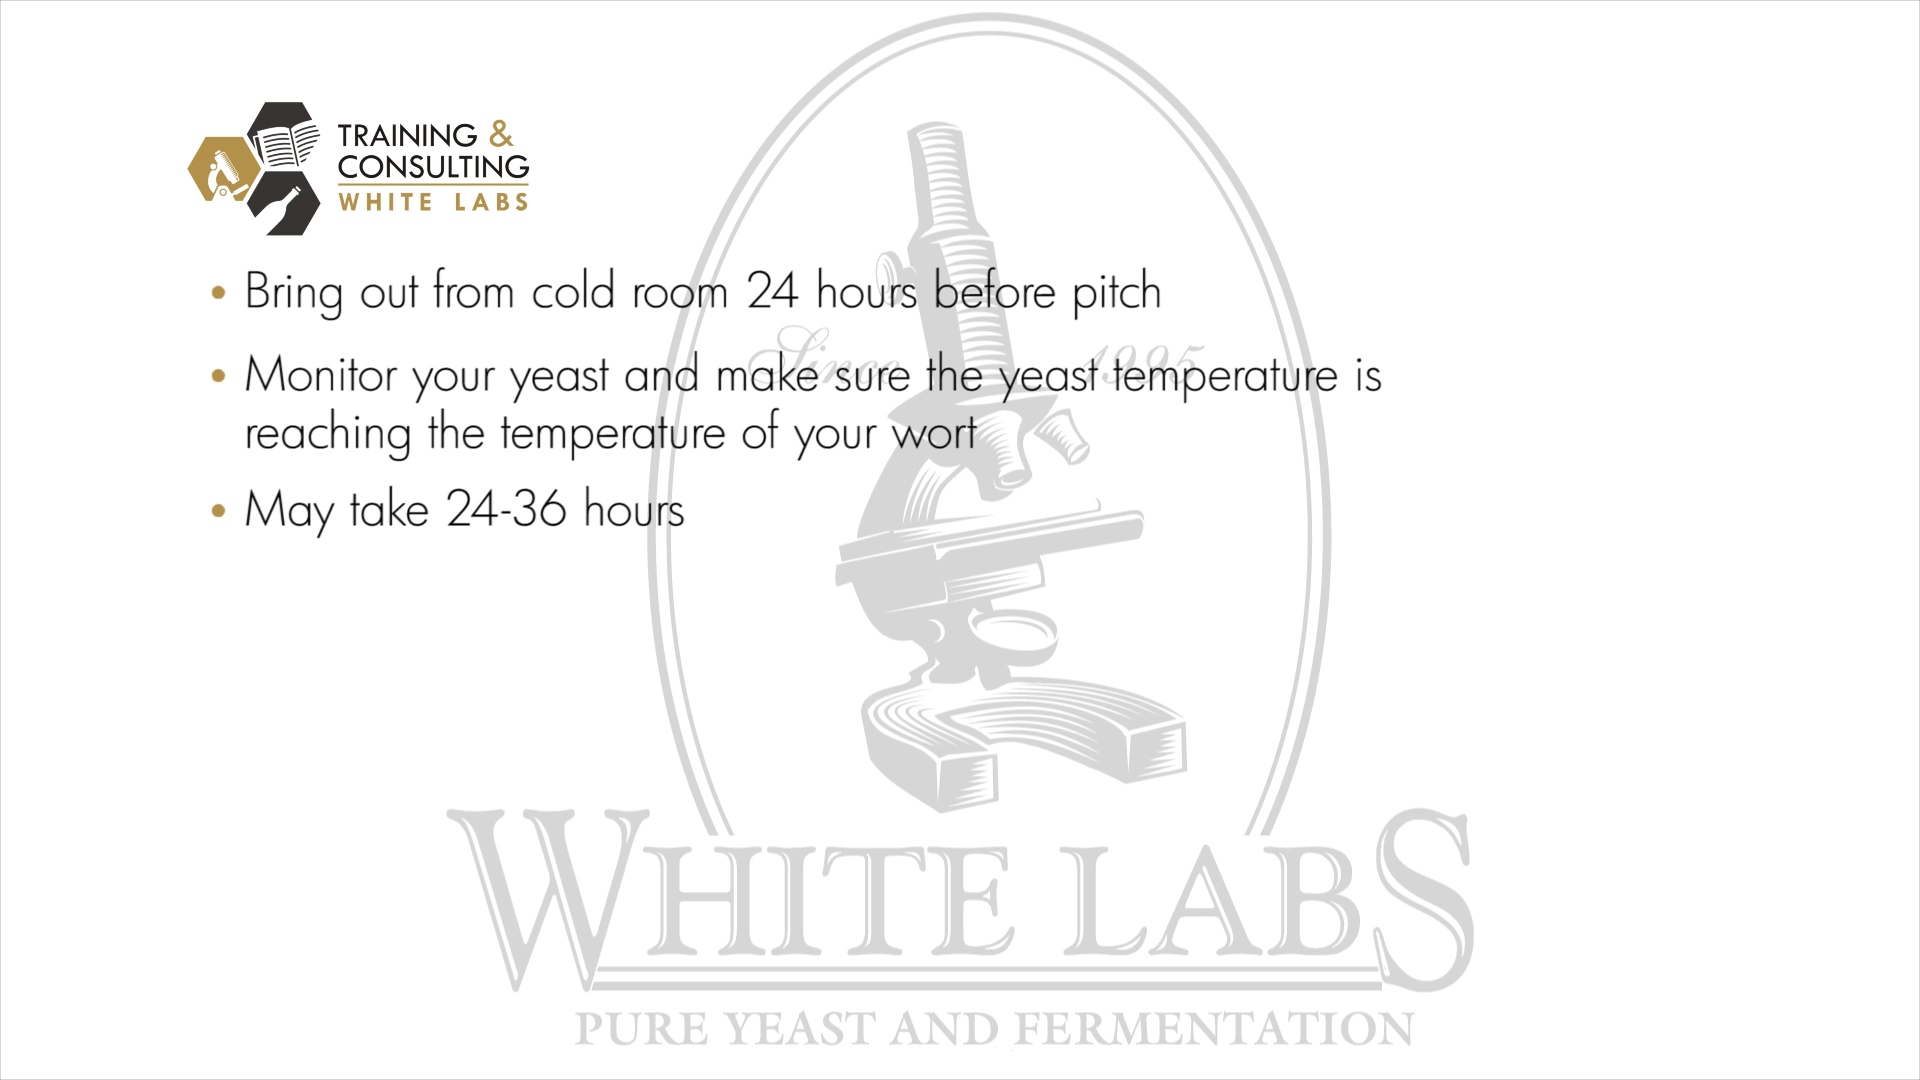 TRAINING &
CONSULTING
WHITE LABS
• Bring out from cold room 24 hours before pitch
Since 1995
• Monitor your yeast and make sure the yeast temperature is
reaching the temperature of your wort
• May take 24-36 hours
WHITE LABS
PURE YEAST AND FERMENTATION